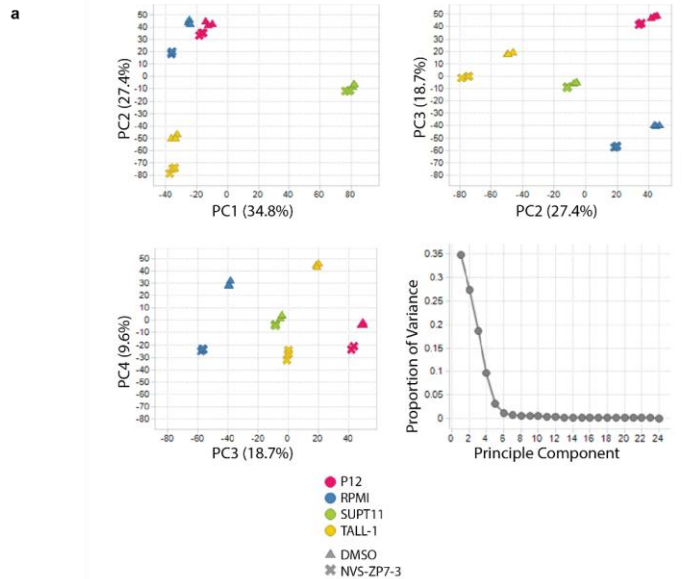 a
50
40
30
20
10
0
-10
-20
-30
-40
-50
-60
-70
-80
PC2 (27.4%)
-40 -20 0 20 40 60 80
PC1 (34.8%)
50
40
30
20
10
0
-10
-20
-30
-40
-50
-60
-70
-80
PC3 (18.7%)
-80 -60 -40 -20 0 20 40
PC2 (27.4%)
50
40
30
20
10
0
-10
-20
-30
-40
-50
-60
-70
-80
PC4 (9.6%)
-80 -60 -40 -20 0 20 40
PC3 (18.7%)
0.35
0.3
0.25
0.2
0.15
0.1
0.05
0
Proportion of Variance
0 2 4 6 8 10 12 14 16 18 20 22 24
Principle Component
P12
RPMI
SUPT11
TALL-1
DMSO
NVS-ZP7-3